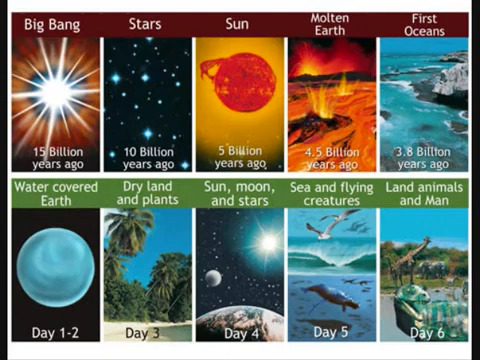 Big Bang
Stars
Sun
Molten
Earth
First
Oceans
15 Billion
years ago
10 Billion
years ago
5 Billion
years ago
4.5 Billion
years ago
3.8 Billion
years ago
Water covered
Earth
Dry land
and plants
Sun, moon,
and stars
Sea and flying
creatures
Land animals
and Man
Day 1-2
Day 3
Day 4
Day 5
Day 6